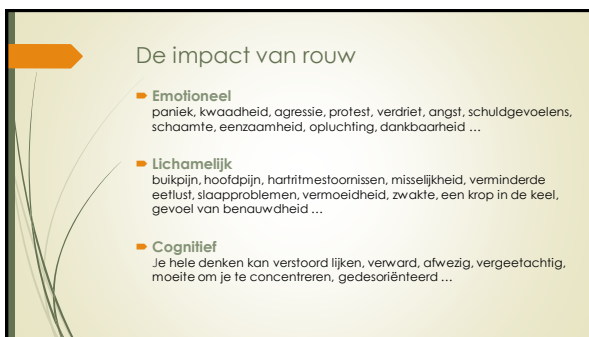 De impact van rouw
Emotioneel
paniek, kwaadheid, agressie, protest, verdriet, angst, schuldgevoelens,
schaamte, eenzaamheid, opluchting, dankbaarheid …
Lichamelijk
buikpijn, hoofdpijn, hartritmestoornissen, misselijkheid, verminderde
eetlust, slaapproblemen, vermoeidheid, zwakte, een krop in de keel,
gevoel van benauwdheid …
Cognitief
Je hele denken kan verstoord lijken, verward, afwezig, vergeetachtig,
moeite om je te concentreren, gedesoriënteerd …